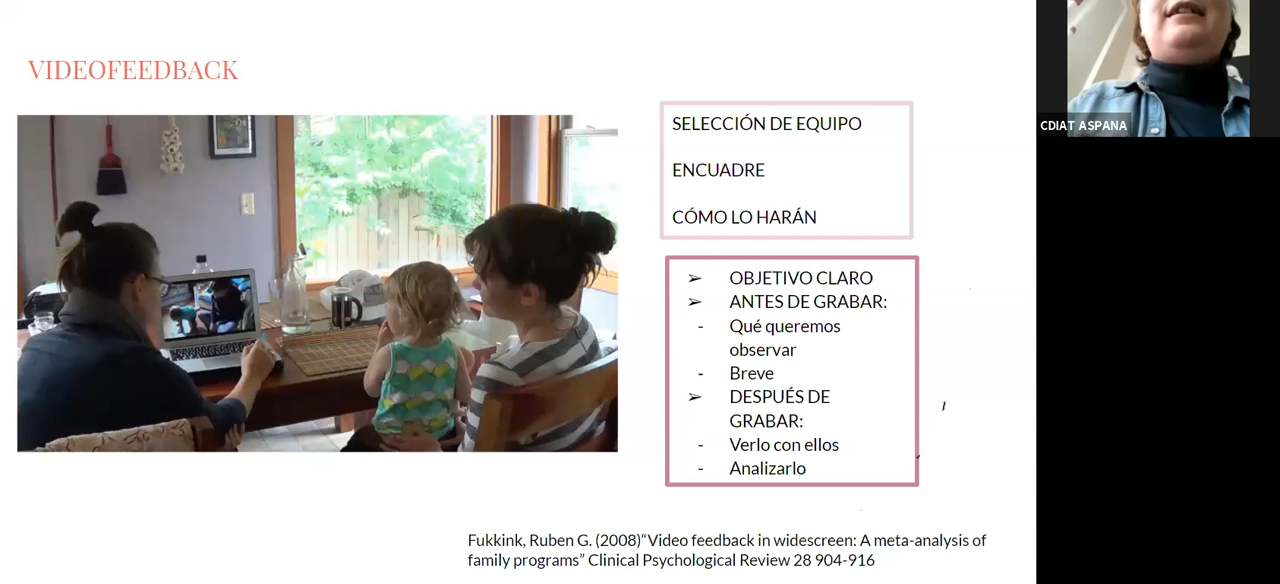 VIDEOFEEDBACK
SELECCIÓN DE EQUIPO
ENCUADRE
CÓMO LO HARÁN
➢ OBJETIVO CLARO
➢ ANTES DE GRABAR:
- Qué queremos
observar
- Breve
➢ DESPUÉS DE
GRABAR:
- Verlo con ellos
- Analizarlo
Fukkink, Ruben G. (2008)“Video feedback in widescreen: A meta-analysis of
family programs” Clinical Psychological Review 28 904-916
CDIAT ASPANA